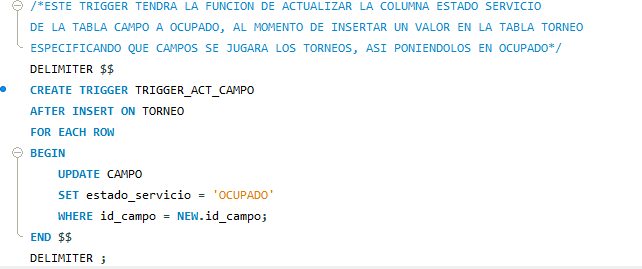 /*ESTE TRIGGER TENDRA LA FUNCION DE ACTUALIZAR LA COLUMNA ESTADO SERVICIO
DE LA TABLA CAMPO A OCUPADO, AL MOMENTO DE INSERTAR UN VALOR EN LA TABLA TORNEO
ESPECIFICANDO QUE CAMPOS SE JUGARA LOS TORNEOS, ASI PONIENDOLOS EN OCUPADO*/
DELIMITER $$
CREATE TRIGGER TRIGGER_ACT_CAMPO
AFTER INSERT ON TORNEO
FOR EACH ROW
BEGIN
UPDATE CAMPO
SET estado_servicio = 'OCUPADO'
WHERE id_campo = NEW.id_campo;
END $$
DELIMITER ;